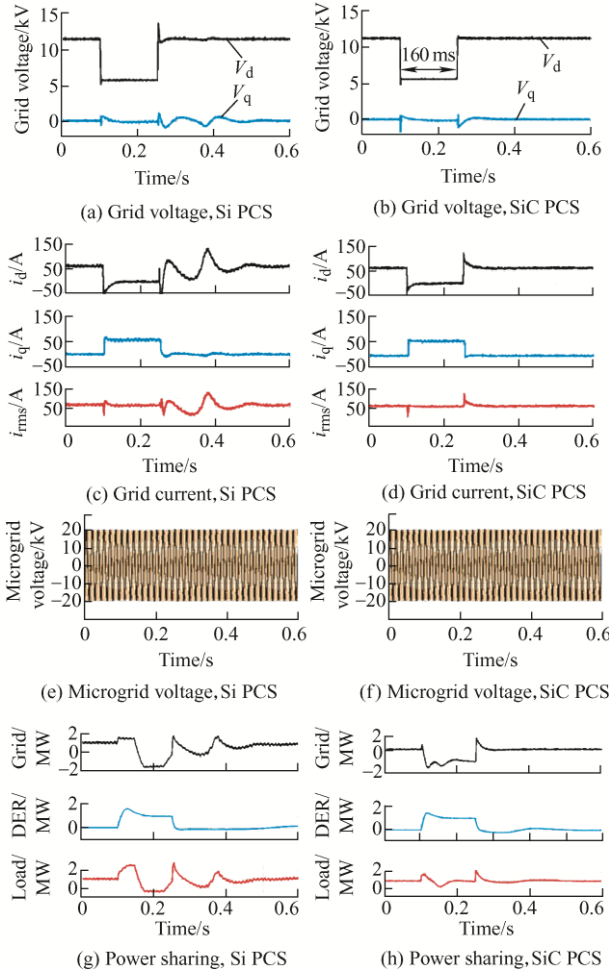 Grid voltage/kV
15
10
5
0
V_d
V_q
0 0.2 0.4 0.6
Time/s
(a) Grid voltage, Si PCS
Grid voltage/kV
15
10
5
0
160 ms
V_d
V_q
0 0.2 0.4 0.6
Time/s
(b) Grid voltage, SiC PCS
i_d/A
150
50
−50
i_q/A
150
50
−50
i_rms/A
150
50
0 0.2 0.4 0.6
Time/s
(c) Grid current, Si PCS
i_d/A
150
50
−50
i_q/A
150
50
−50
i_rms/A
150
50
0 0.2 0.4 0.6
Time/s
(d) Grid current, SiC PCS
Microgrid
voltage/kV
20
10
0
−10
−20
0 0.2 0.4 0.6
Time/s
(e) Microgrid voltage, Si PCS
Microgrid
voltage/kV
20
10
0
−10
−20
0 0.2 0.4 0.6
Time/s
(f) Microgrid voltage, SiC PCS
Grid/
MW
2
0
−2
DER/
MW
2
0
Load/
MW
2
0
0 0.2 0.4 0.6
Time/s
(g) Power sharing, Si PCS
Grid/
MW
2
0
−2
DER/
MW
2
0
Load/
MW
2
0
0 0.2 0.4 0.6
Time/s
(h) Power sharing, SiC PCS